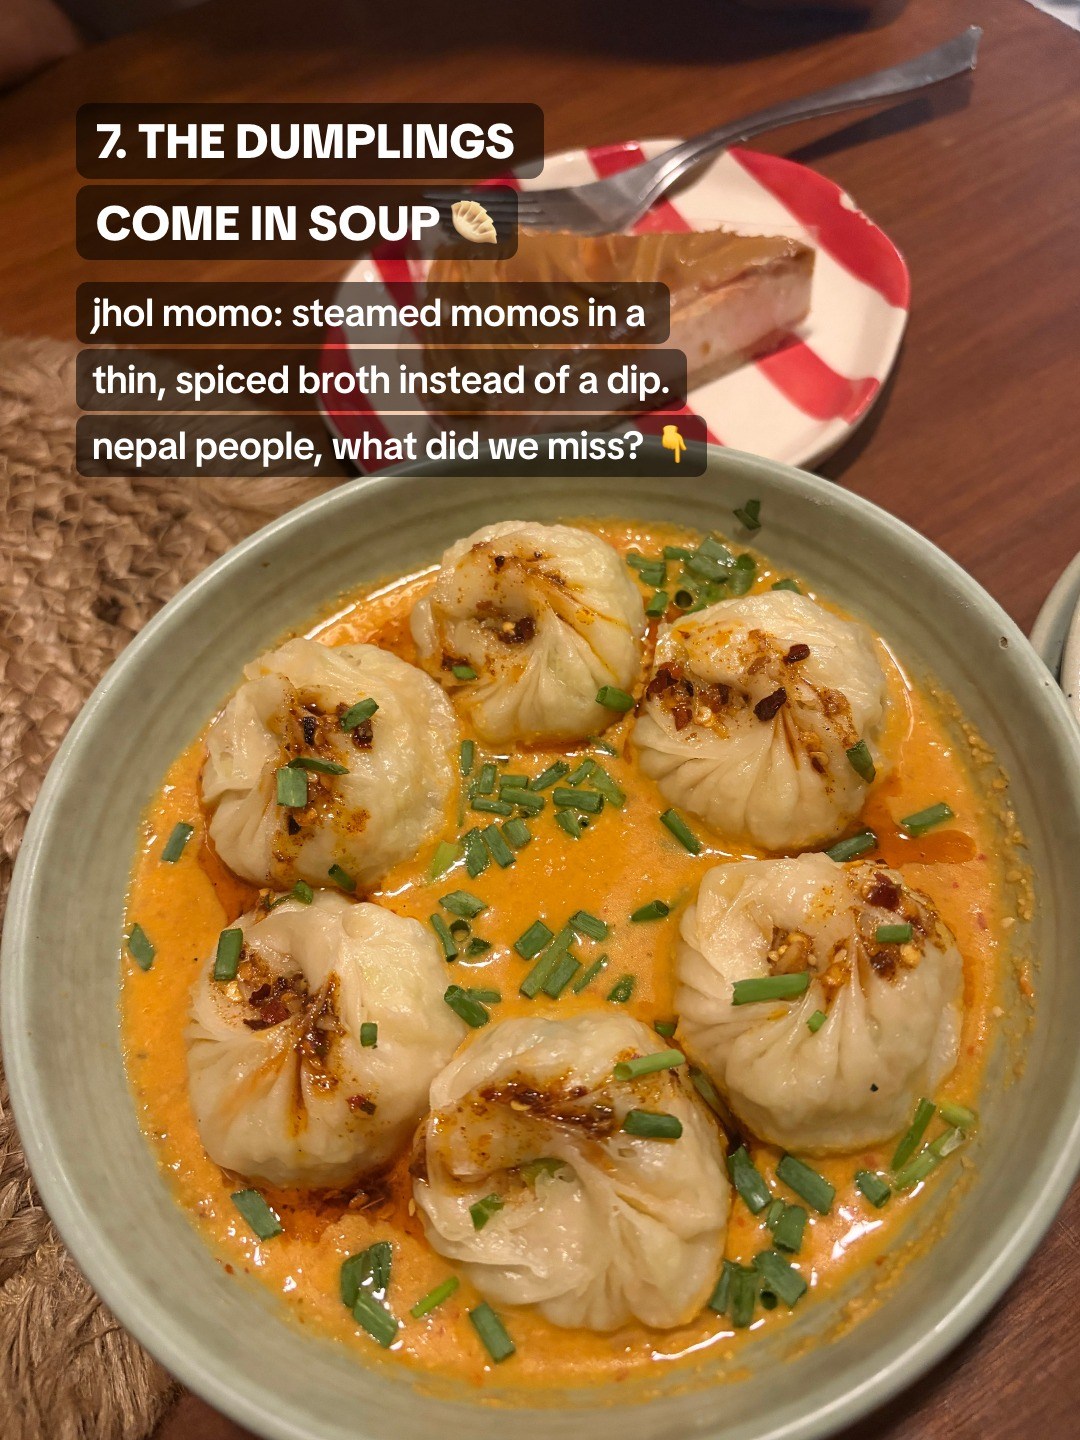 7. THE DUMPLINGS
COME IN SOUP 🥟
jhol momo: steamed momos in a
thin, spiced broth instead of a dip.
nepal people, what did we miss? 👇